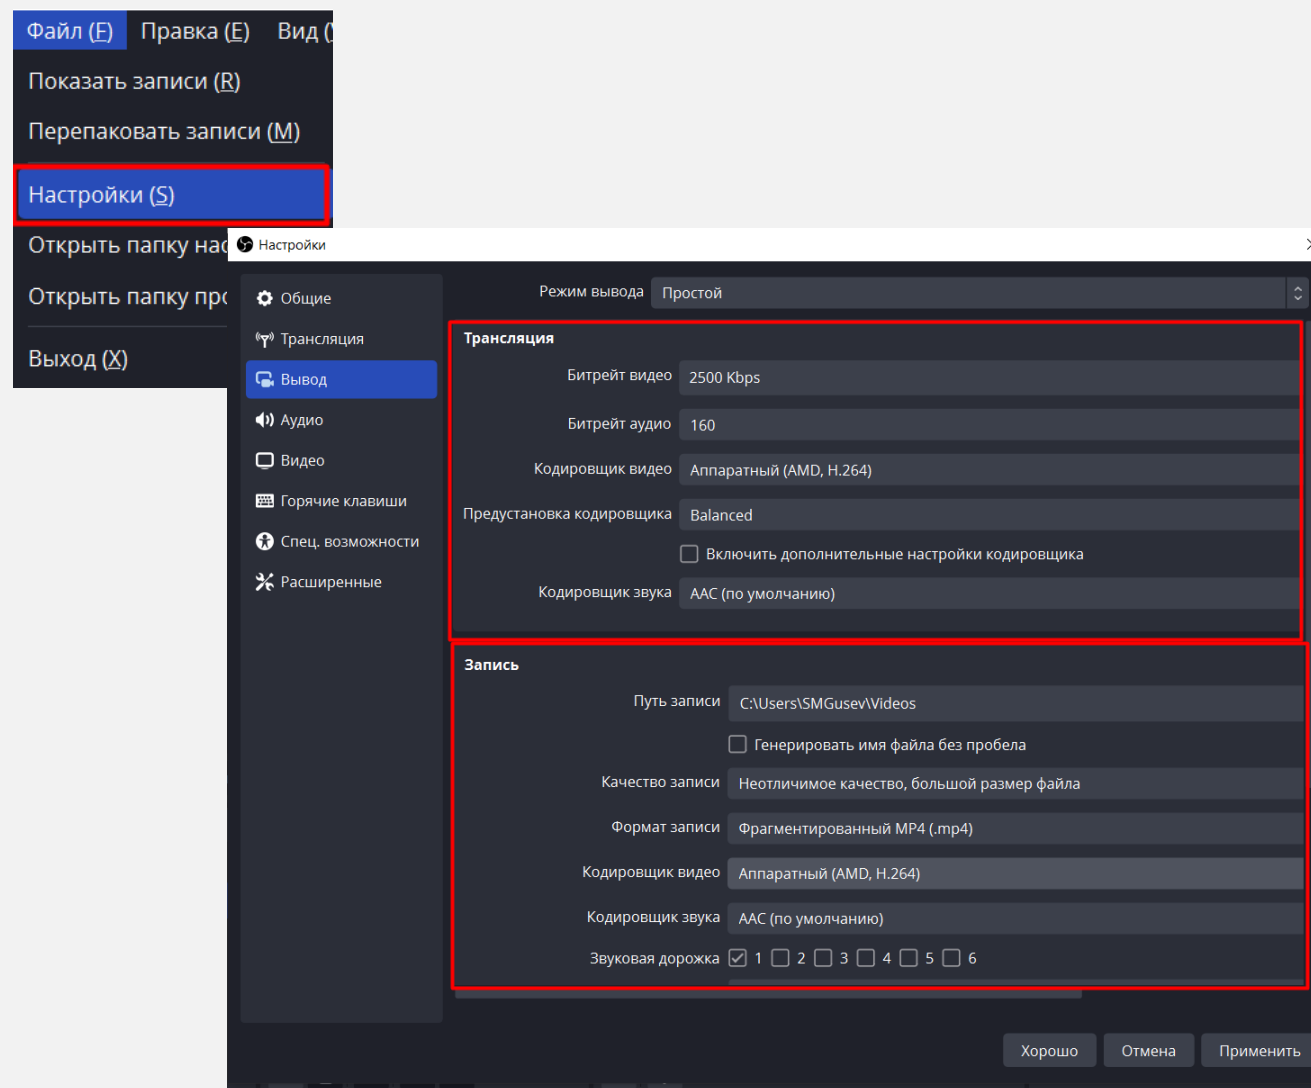 Файл (F) Правка (E) Вид (
Показать записи (R)
Перепаковать записи (M)
Настройки (S)
Открыть папку
Открыть папку
Выход (X)
Настройки
Общие
Трансляция
Вывод
Аудио
Видео
Горячие клавиши
Спец. возможности
Расширенные
Режим вывода Простой
Трансляция
Битрейт видео 2500 Kbps
Битрейт аудио 160
Кодировщик видео Аппаратный (AMD, H.264)
Предустановка кодировщика Balanced
Включить дополнительные настройки кодировщика
Кодировщик звука AAC (по умолчанию)
Запись
Путь записи C:\Users\SMGusev\Videos
Генерировать имя файла без пробела
Качество записи Неотличимое качество, большой размер файла
Формат записи Фрагментированный MP4 (.mp4)
Кодировщик видео Аппаратный (AMD, H.264)
Кодировщик звука AAC (по умолчанию)
Звуковая дорожка 1 2 3 4 5 6
Хорошо Отмена Применить